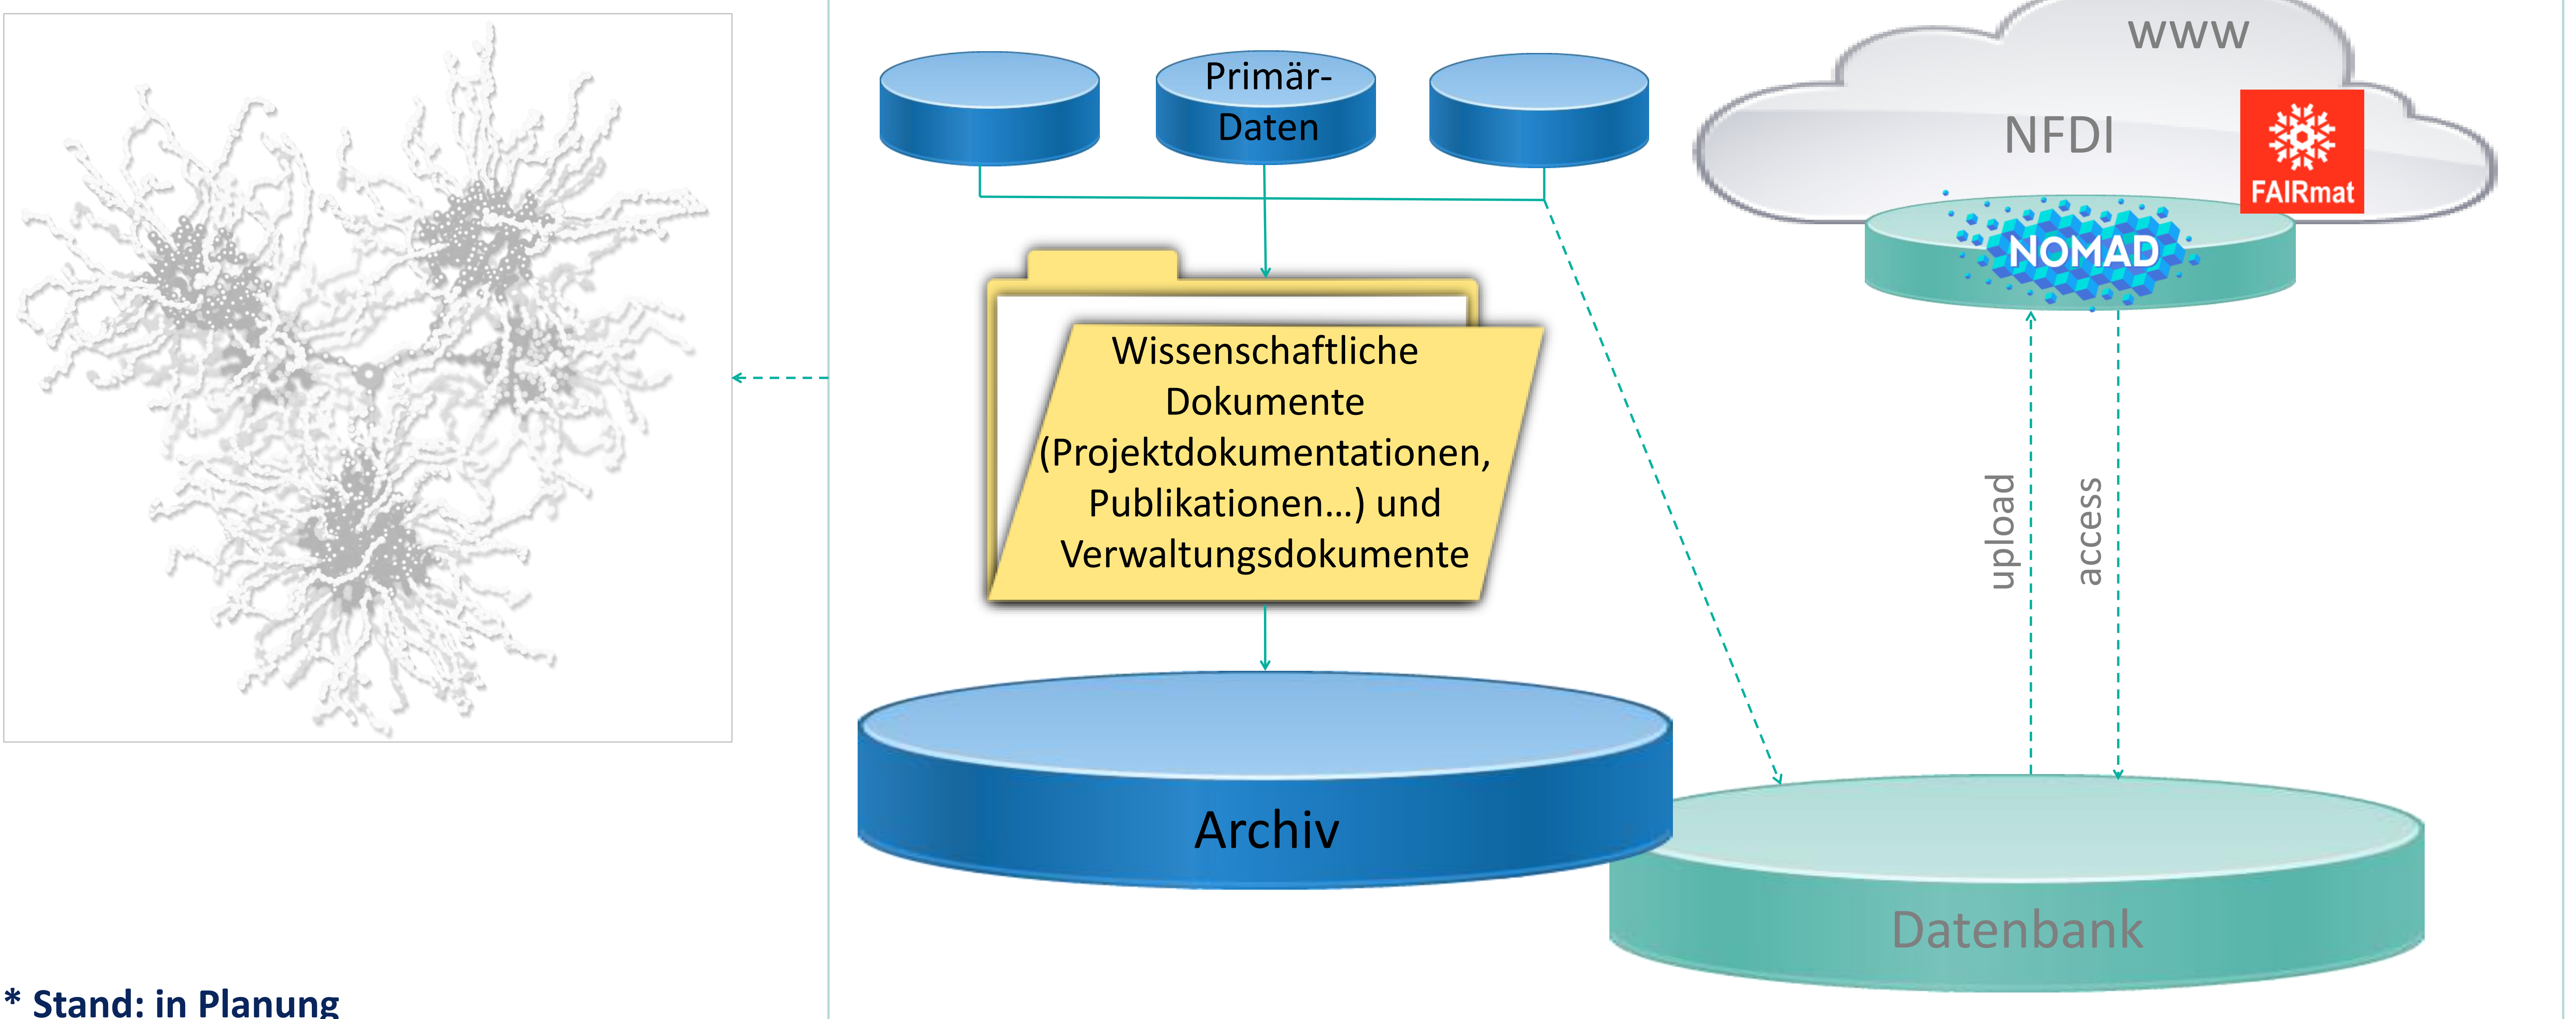 Primär-
Daten
Wissenschaftliche
Dokumente
(Projektdokumentationen,
Publikationen...) und
Verwaltungsdokumente
Archiv
www
NFDI
FAIRmat
NOMAD
upload
access
Datenbank
* Stand: in Planung